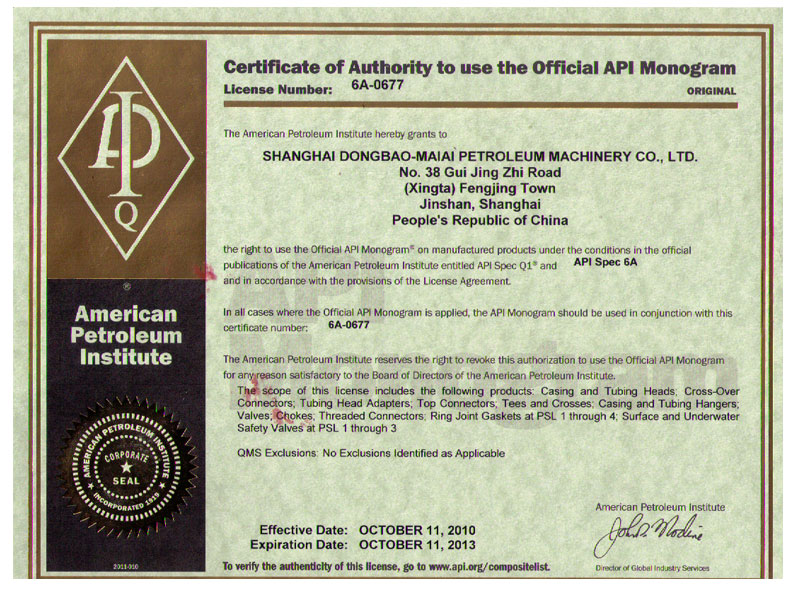 Certificate of Authority to use the Official API Monogram
License Number: 6A-0677
ORIGINAL
The American Petroleum Institute hereby grants to
SHANGHAI DONGBAO-MAIAI PETROLEUM MACHINERY CO., LTD.
No. 38 Gui Jing Zhi Road
(Xingta) Fengjing Town
Jinshan, Shanghai
People's Republic of China
the right to use the Official API Monogram® on manufactured products under the conditions in the official
publications of the American Petroleum Institute entitled API Spec Q1® and API Spec 6A
and in accordance with the provisions of the License Agreement.
In all cases where the Official API Monogram is applied, the API Monogram should be used in conjunction with this
certificate number: 6A-0677
The American Petroleum Institute reserves the right to revoke this authorization to use the Official API Monogram
for any reason satisfactory to the Board of Directors of the American Petroleum Institute.
The scope of this license includes the following products: Casing and Tubing Heads; Cross-Over
Connectors; Tubing Head Adapters; Top Connectors; Tees and Crosses; Casing and Tubing Hangers;
Valves; Chokes; Threaded Connectors; Ring Joint Gaskets at PSL 1 through 4; Surface and Underwater
Safety Valves at PSL 1 through 3
QMS Exclusions: No Exclusions Identified as Applicable
Effective Date: OCTOBER 11, 2010
Expiration Date: OCTOBER 11, 2013
To verify the authenticity of this license, go to www.api.org/compositelist.
American Petroleum Institute
Director of Global Industry Services
API
Q
®
American
Petroleum
Institute
AMERICAN PETROLEUM INSTITUTE
CORPORATE
SEAL
INCORPORATED 1919
2011-010